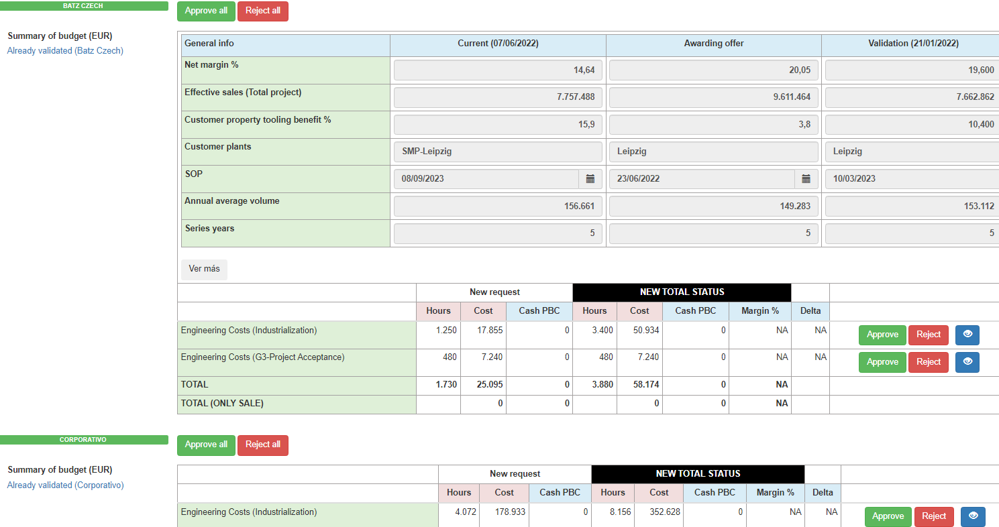 BATZ CZECH
Approve all Reject all
Summary of budget (EUR)
Already validated (Batz Czech)
General info Current (07/06/2022) Awarding offer Validation (21/01/2022)
Net margin % 14,64 20,05 19,600
Effective sales (Total project) 7.757.488 9.611.464 7.662.862
Customer property tooling benefit % 15,9 3,8 10,400
Customer plants SMP-Leipzig Leipzig Leipzig
SOP 08/09/2023 23/06/2022 10/03/2023
Annual average volume 156.661 149.283 153.112
Series years 5 5 5
Ver más
New request NEW TOTAL STATUS
Hours Cost Cash PBC Hours Cost Cash PBC Margin % Delta
Engineering Costs (Industrialization) 1.250 17.855 0 3.400 50.934 0 NA NA Approve Reject
Engineering Costs (G3-Project Acceptance) 480 7.240 0 480 7.240 0 NA NA Approve Reject
TOTAL 1.730 25.095 0 3.880 58.174 0 NA
TOTAL (ONLY SALE) 0 0 0 0 NA
CORPORATIVO
Approve all Reject all
Summary of budget (EUR)
Already validated (Corporativo)
New request NEW TOTAL STATUS
Hours Cost Cash PBC Hours Cost Cash PBC Margin % Delta
Engineering Costs (Industrialization) 4.072 178.933 0 8.156 352.628 0 NA NA Approve Reject